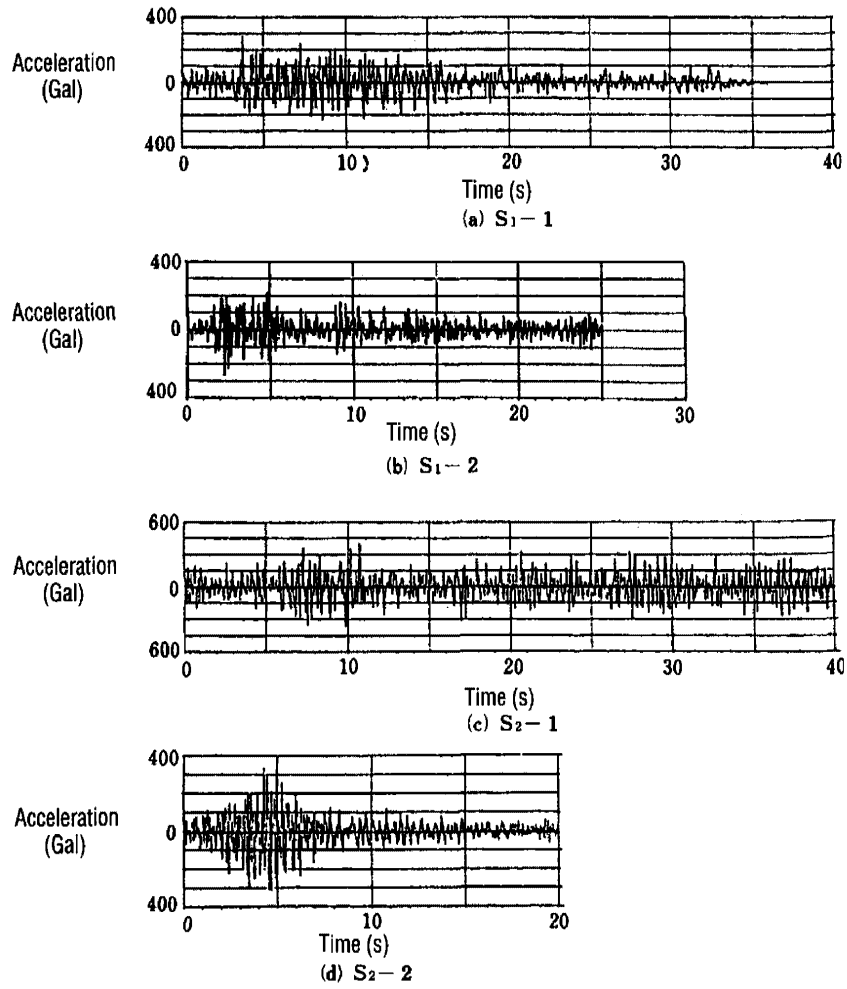 400
Acceleration
(Gal)
0
400
0 10 20 30 40
Time (s)
(a) S₁− 1
400
Acceleration
(Gal)
0
400
0 10 20 30
Time (s)
(b) S₁− 2
600
Acceleration
(Gal)
0
600
0 10 20 30 40
Time (s)
(c) S₂− 1
400
Acceleration
(Gal)
0
400
0 10 20
Time (s)
(d) S₂− 2